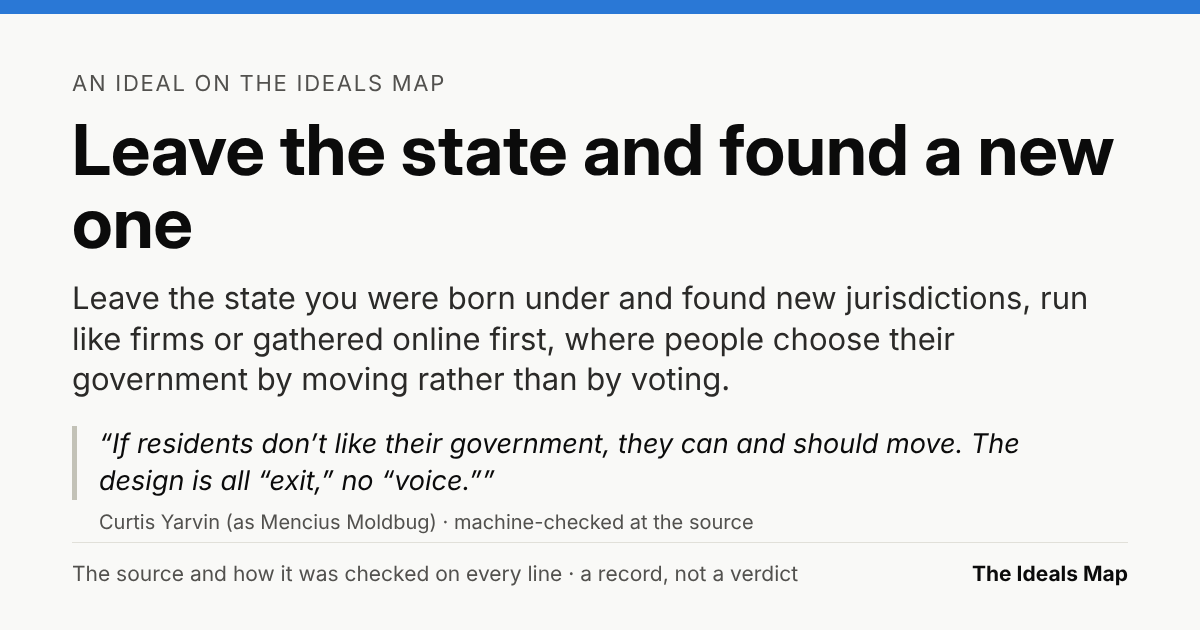 AN IDEAL ON THE IDEALS MAP
Leave the state and found a new
one
Leave the state you were born under and found new jurisdictions, run
like firms or gathered online first, where people choose their
government by moving rather than by voting.
“If residents don’t like their government, they can and should move. The
design is all “exit,” no “voice.””
Curtis Yarvin (as Mencius Moldbug) · machine-checked at the source
The source and how it was checked on every line · a record, not a verdict
The Ideals Map